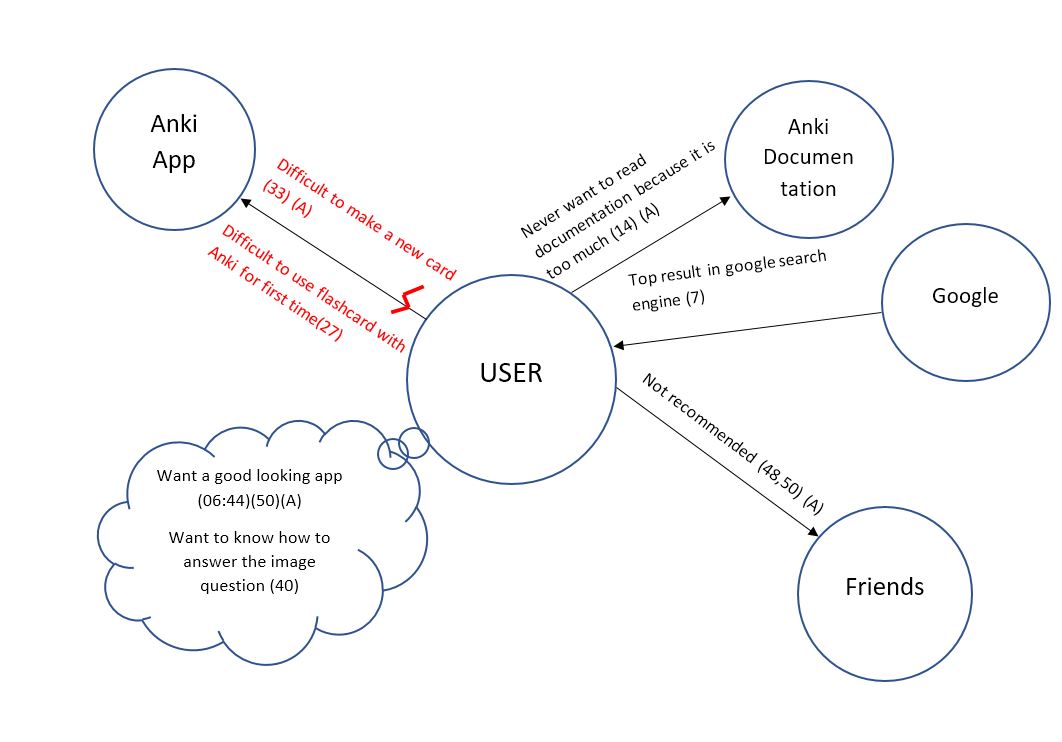 Anki
App
Difficult to make a new card
(33) (A)
Difficult to use flashcard with
Anki for first time(27)
Never want to read
documentation because it is
too much (14) (A)
Anki
Documen
tation
Top result in google search
engine (7)
Google
USER
Not recommended (48,50) (A)
Friends
Want a good looking app
(06:44)(50)(A)
Want to know how to
answer the image
question (40)